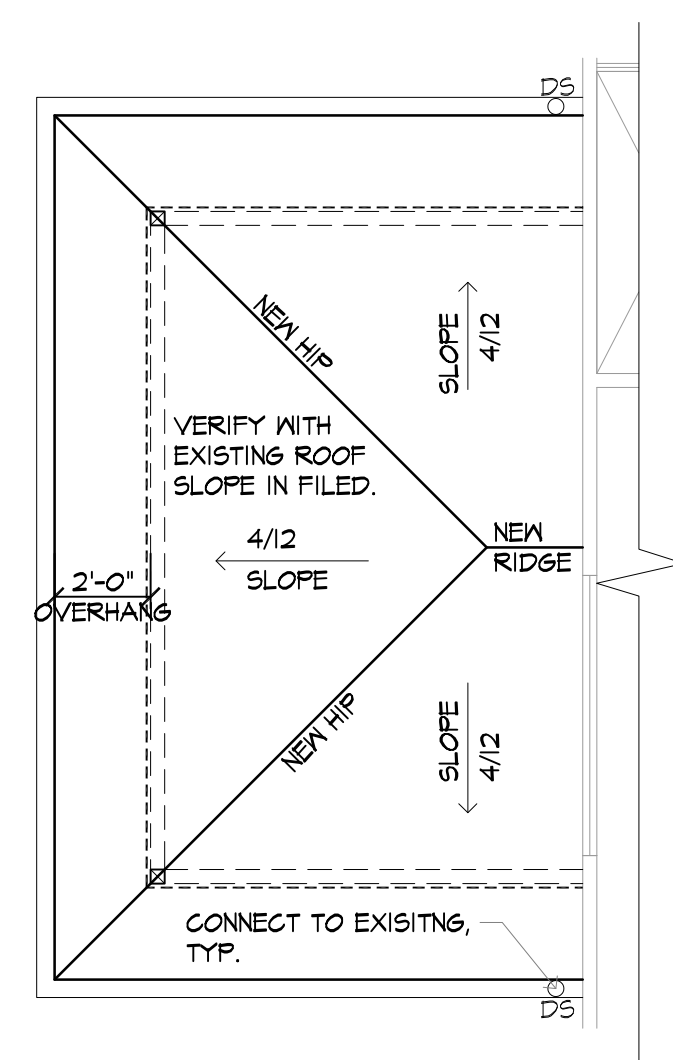 DS
NEW HIP
SLOPE
4/12
VERIFY WITH
EXISTING ROOF
SLOPE IN FILED.
NEW
RIDGE
4/12
SLOPE
2'-0"
OVERHANG
NEW HIP
SLOPE
4/12
CONNECT TO EXISITNG,
TYP.
DS